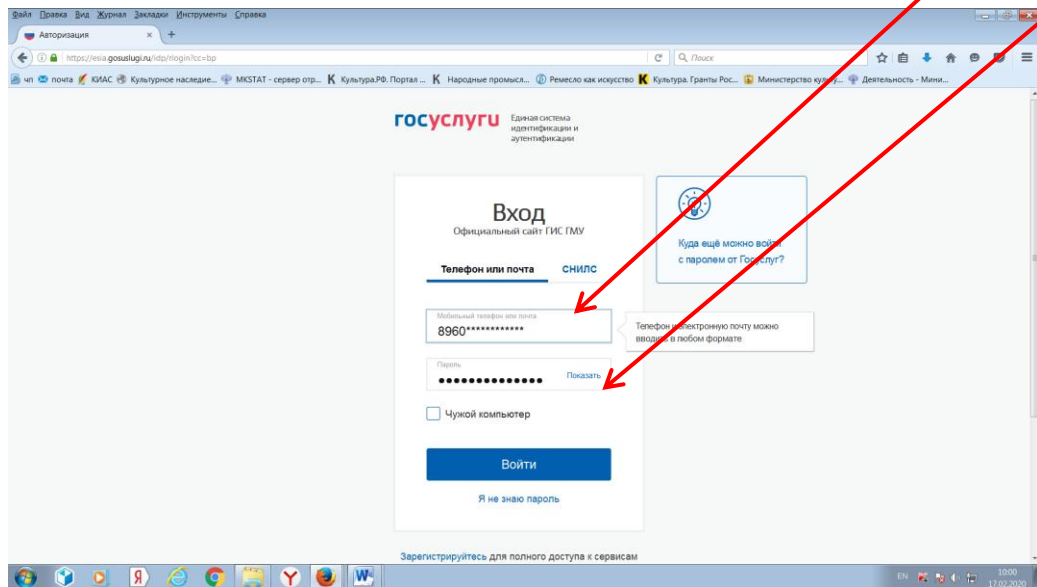 Файл Правка Вид Журнал Закладки Инструменты Справка
Авторизация × +
https://esia.gosuslugi.ru/idp/rlogin?cc=bp
Поиск
чп почта КИАС Культурное наследие... MKSTAT - сервер отр... Культура.РФ. Портал ... Народные промысл... Ремесло как искусство Культура. Гранты Рос... Министерство культу... Деятельность - Мини...
госуслуги
Единая система
идентификации и
аутентификации
Вход
Официальный сайт ГИС ГМУ
Телефон или почта СНИЛС
Мобильный телефон или почта
8960************
Пароль
Показать
Чужой компьютер
Войти
Я не знаю пароль
Куда ещё можно войти
с паролем от Госуслуг?
Телефон и электронную почту можно
вводить в любом формате
Зарегистрируйтесь для полного доступа к сервисам
EN
10:00
17.02.2020